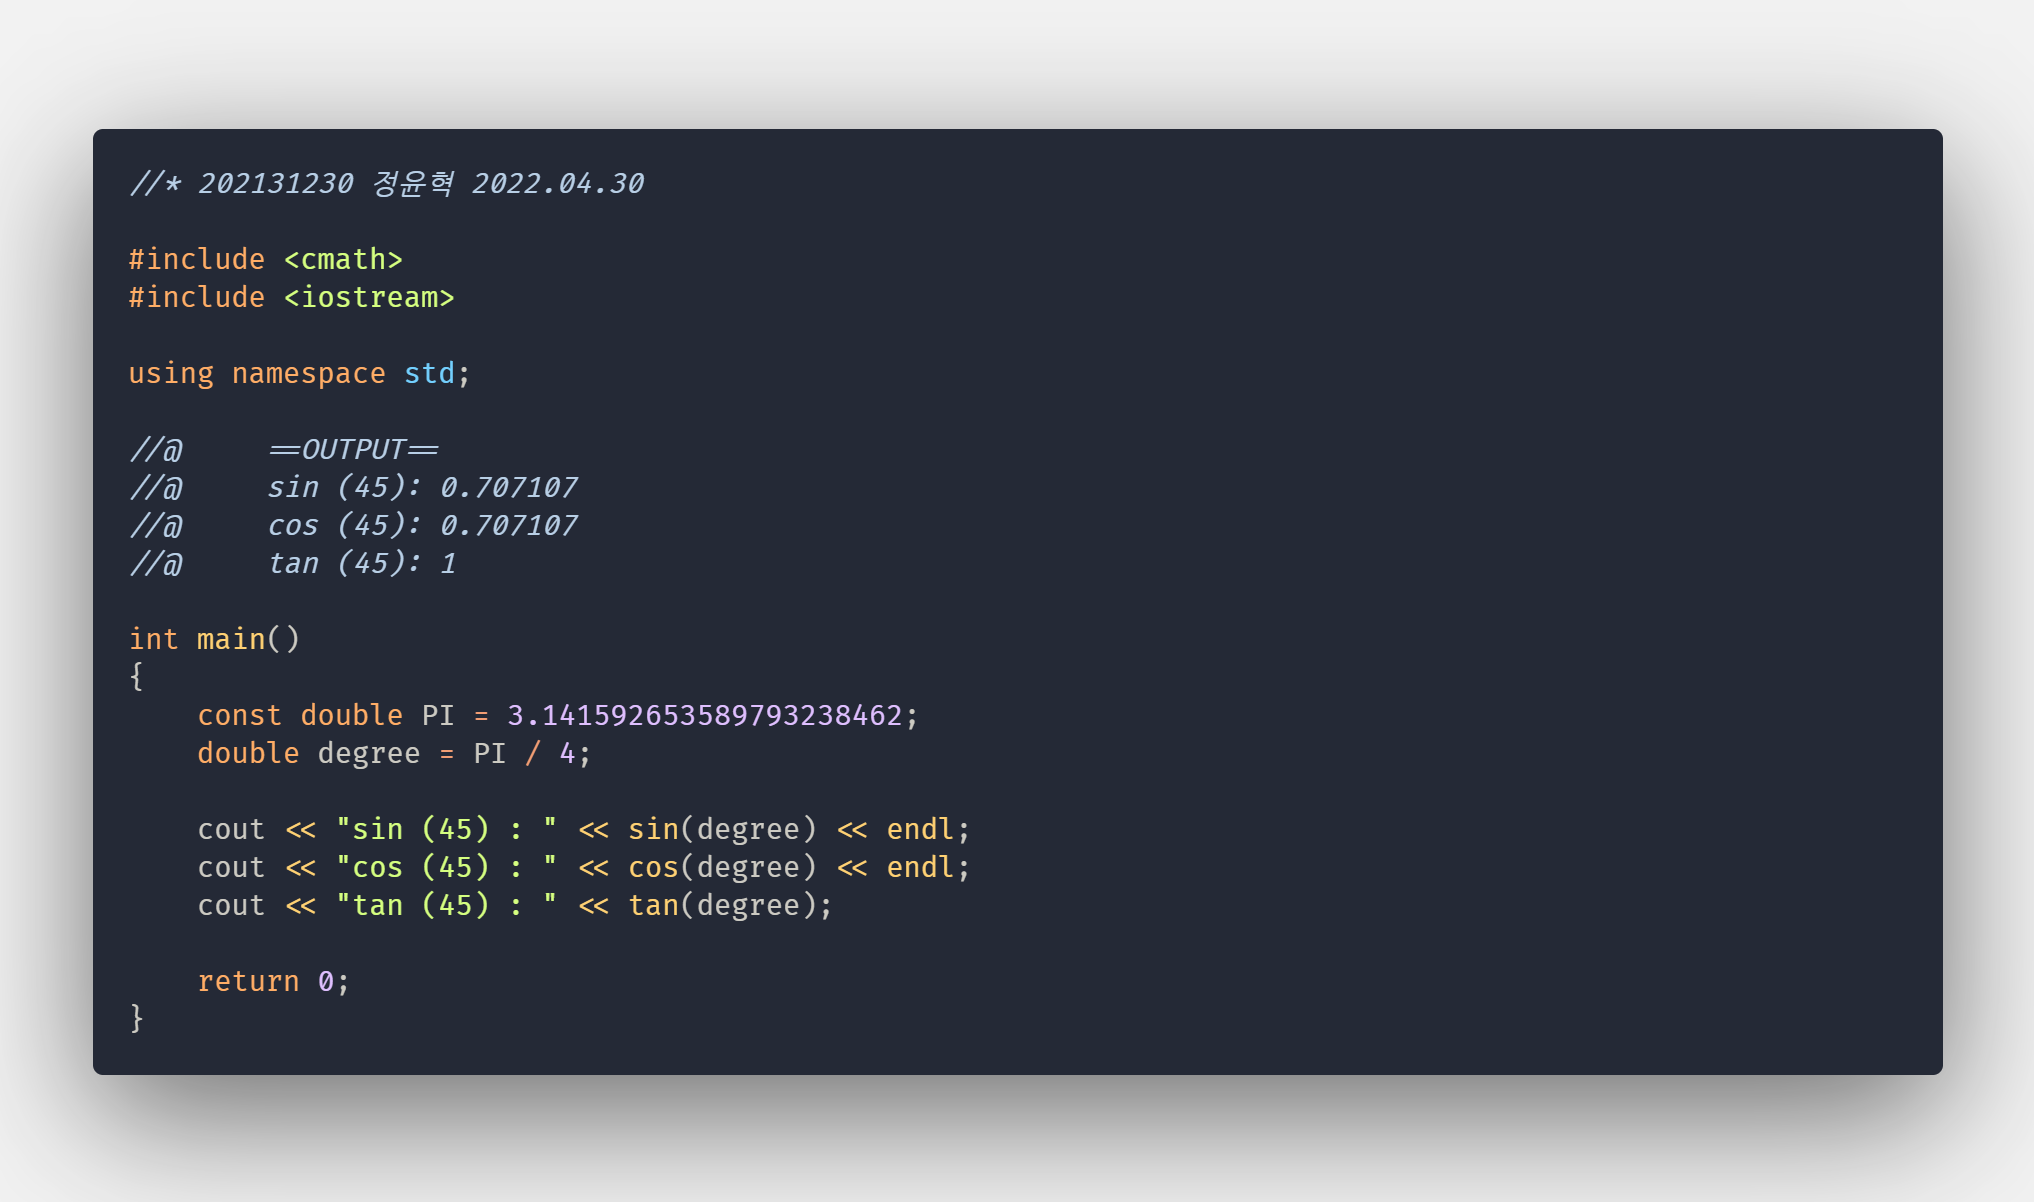 //* 202131230 정윤혁 2022.04.30
#include <cmath>
#include <iostream>
using namespace std;
//@     ==OUTPUT==
//@     sin (45): 0.707107
//@     cos (45): 0.707107
//@     tan (45): 1
int main()
{
    const double PI = 3.141592653589793238462;
    double degree = PI / 4;
    cout << "sin (45) : " << sin(degree) << endl;
    cout << "cos (45) : " << cos(degree) << endl;
    cout << "tan (45) : " << tan(degree);
    return 0;
}